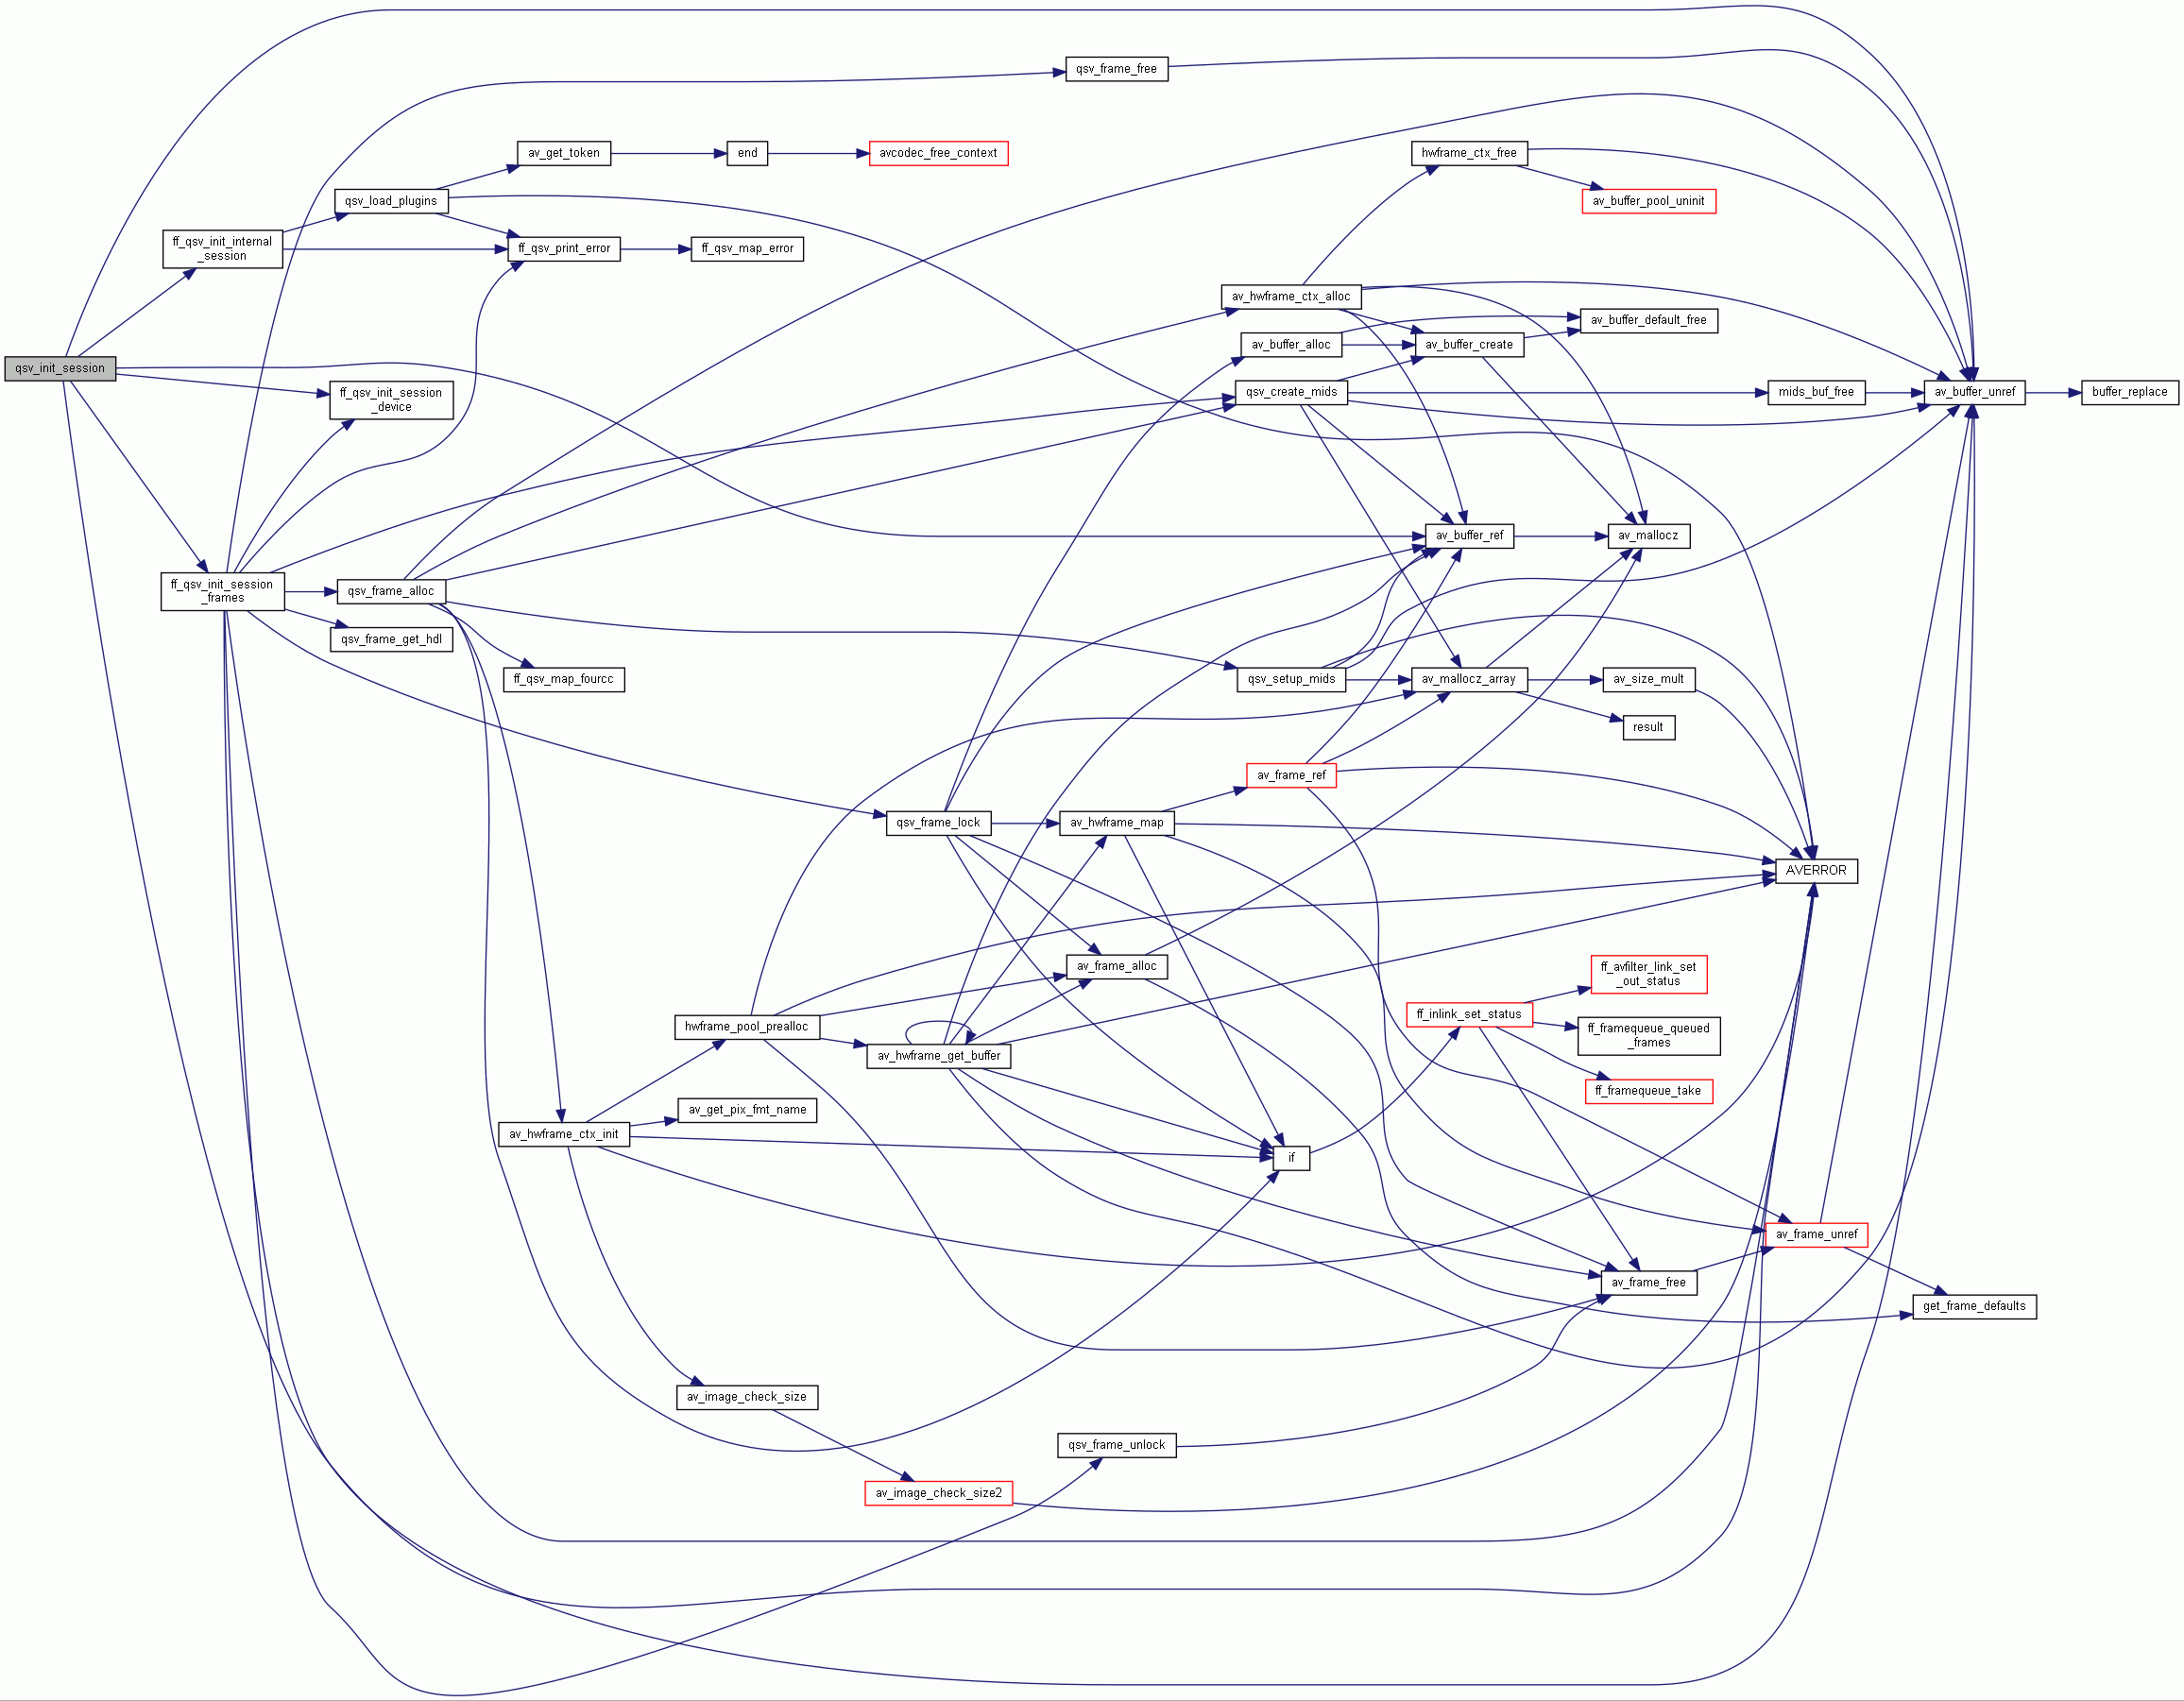 qsv_frame_free
av_get_token
end
avcodec_free_context
hwframe_ctx_free
qsv_load_plugins
av_buffer_pool_uninit
ff_qsv_init_internal
_session
ff_qsv_print_error
ff_qsv_map_error
av_hwframe_ctx_alloc
av_buffer_default_free
av_buffer_alloc
av_buffer_create
qsv_init_session
ff_qsv_init_session
_device
qsv_create_mids
mids_buf_free
av_buffer_unref
buffer_replace
av_buffer_ref
av_mallocz
ff_qsv_init_session
_frames
qsv_frame_alloc
qsv_frame_get_hdl
ff_qsv_map_fourcc
qsv_setup_mids
av_mallocz_array
av_size_mult
result
av_frame_ref
qsv_frame_lock
av_hwframe_map
AVERROR
av_frame_alloc
ff_avfilter_link_set
_out_status
hwframe_pool_prealloc
ff_inlink_set_status
ff_framequeue_queued
_frames
av_hwframe_get_buffer
ff_framequeue_take
av_get_pix_fmt_name
av_hwframe_ctx_init
if
av_frame_unref
av_frame_free
get_frame_defaults
av_image_check_size
qsv_frame_unlock
av_image_check_size2